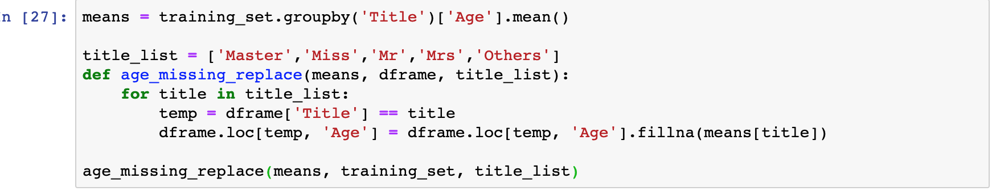 n [27]: means = training_set.groupby('Title')['Age'].mean()
title_list = ['Master','Miss','Mr','Mrs','Others']
def age_missing_replace(means, dframe, title_list):
    for title in title_list:
        temp = dframe['Title'] == title
        dframe.loc[temp, 'Age'] = dframe.loc[temp, 'Age'].fillna(means[title])
age_missing_replace(means, training_set, title_list)